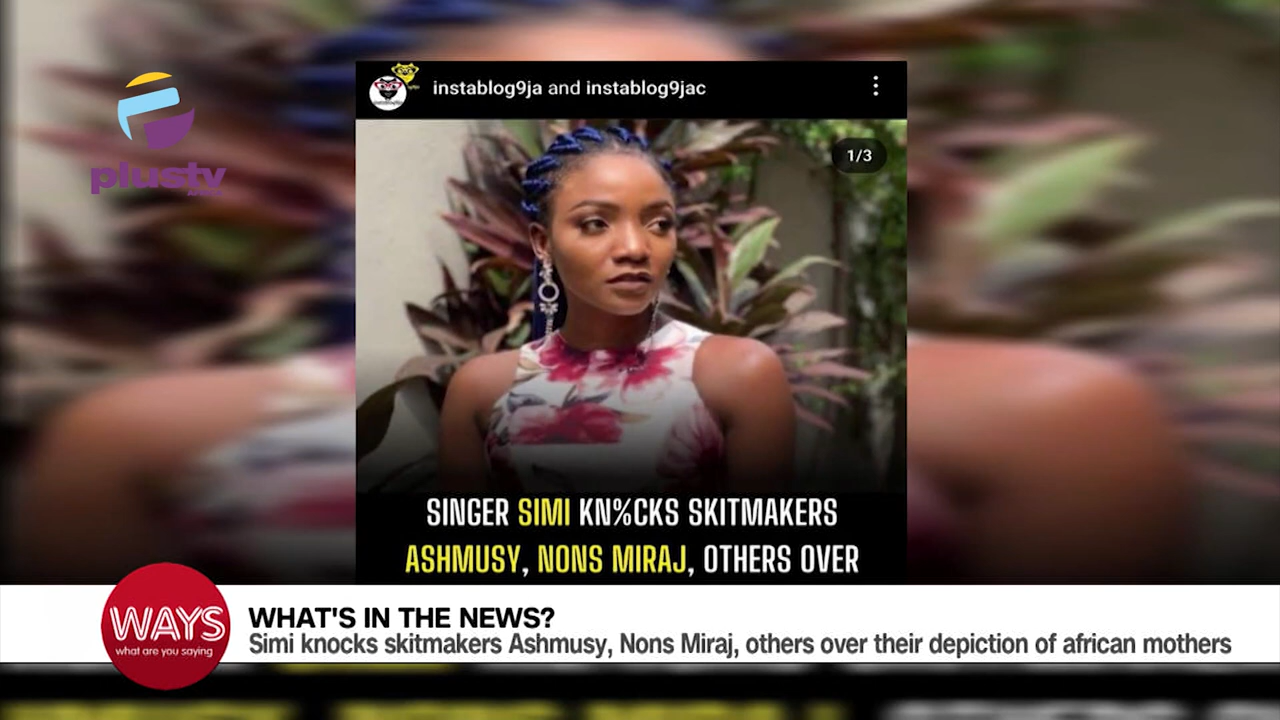 plustv
instablog9ja and instablog9jac
1/3
SINGER SIMI KN%CKS SKITMAKERS
ASHMUSY, NONS MIRAJ, OTHERS OVER
WAYS
what are you saying
WHAT'S IN THE NEWS?
Simi knocks skitmakers Ashmusy, Nons Miraj, others over their depiction of african mothers